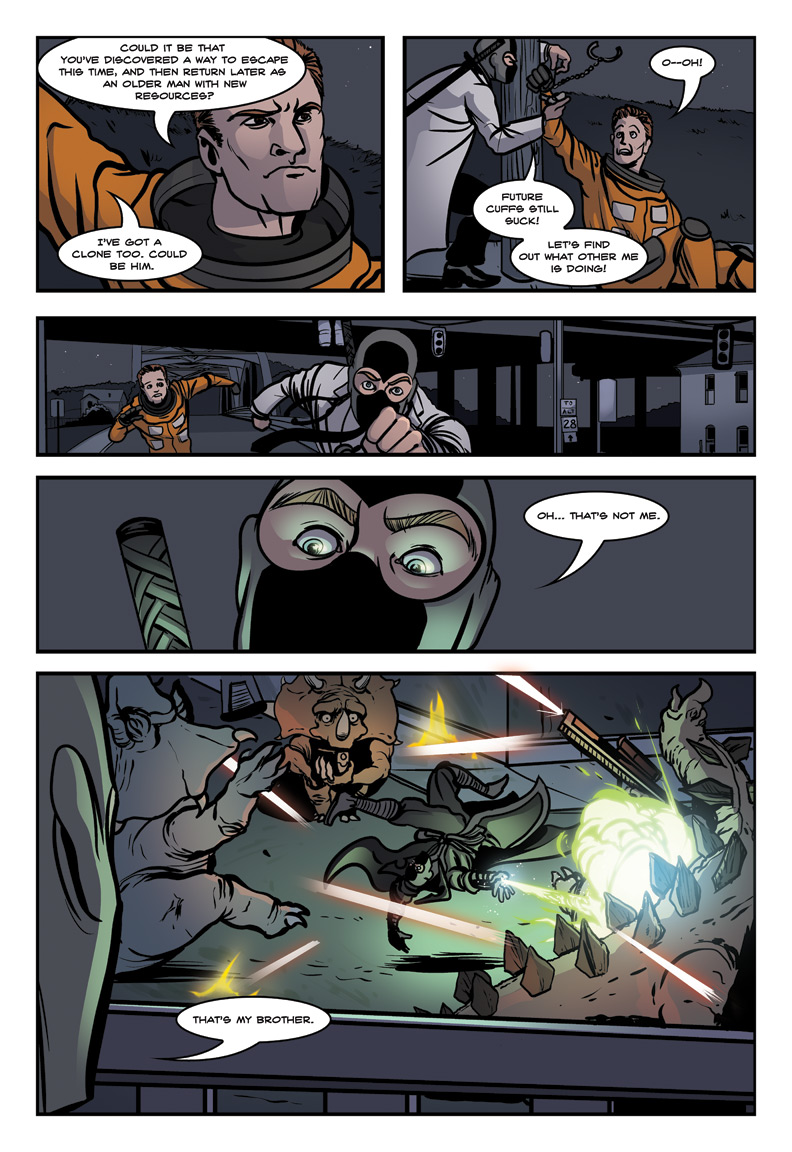 COULD IT BE THAT
YOU'VE DISCOVERED A WAY TO ESCAPE
THIS TIME, AND THEN RETURN LATER AS
AN OLDER MAN WITH NEW
RESOURCES?
I'VE GOT A
CLONE TOO. COULD
BE HIM.
O--OH!
FUTURE
CUFFS STILL
SUCK!
LET'S FIND
OUT WHAT OTHER ME
IS DOING!
TO
28
OH... THAT'S NOT ME.
THAT'S MY BROTHER.